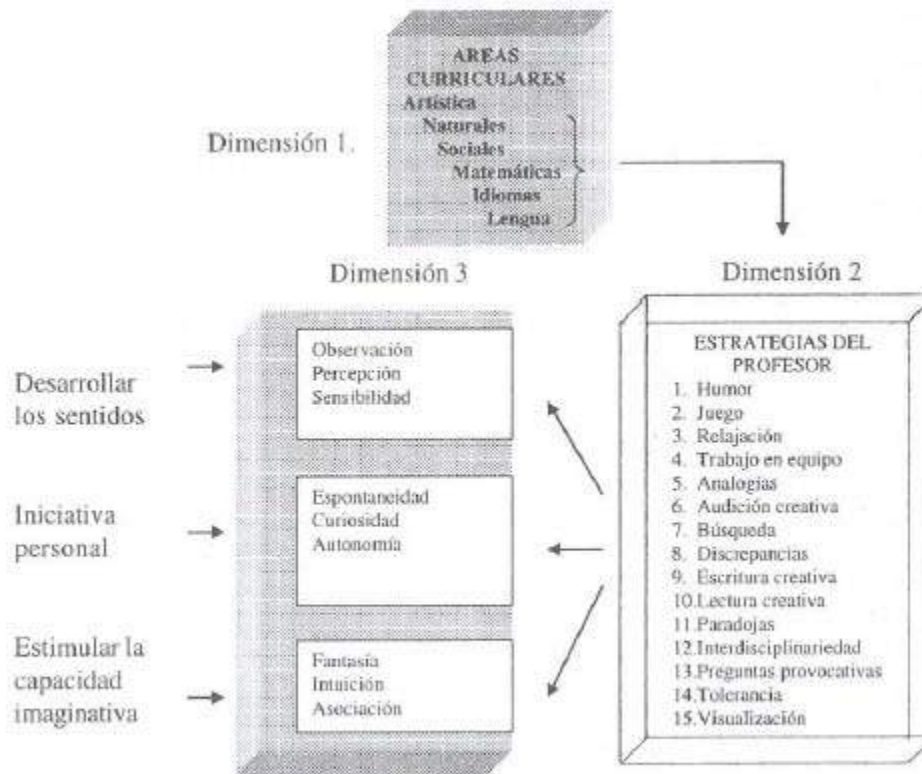 AREAS
CURRICULARES
Artística
Naturales
Sociales
Matemáticas
Idiomas
Lengua
Dimensión 1.
Dimensión 3
Dimensión 2
Desarrollar
los sentidos
Observación
Percepción
Sensibilidad
Iniciativa
personal
Espontaneidad
Curiosidad
Autonomía
Estimular la
capacidad
imaginativa
Fantasía
Intuición
Asociación
ESTRATEGIAS DEL
PROFESOR
1. Humor
2. Juego
3. Relajación
4. Trabajo en equipo
5. Analogías
6. Audición creativa
7. Búsqueda
8. Discrepancias
9. Escritura creativa
10.Lectura creativa
11.Paradojas
12.Interdisciplinariedad
13.Preguntas provocativas
14.Tolerancia
15.Visualización